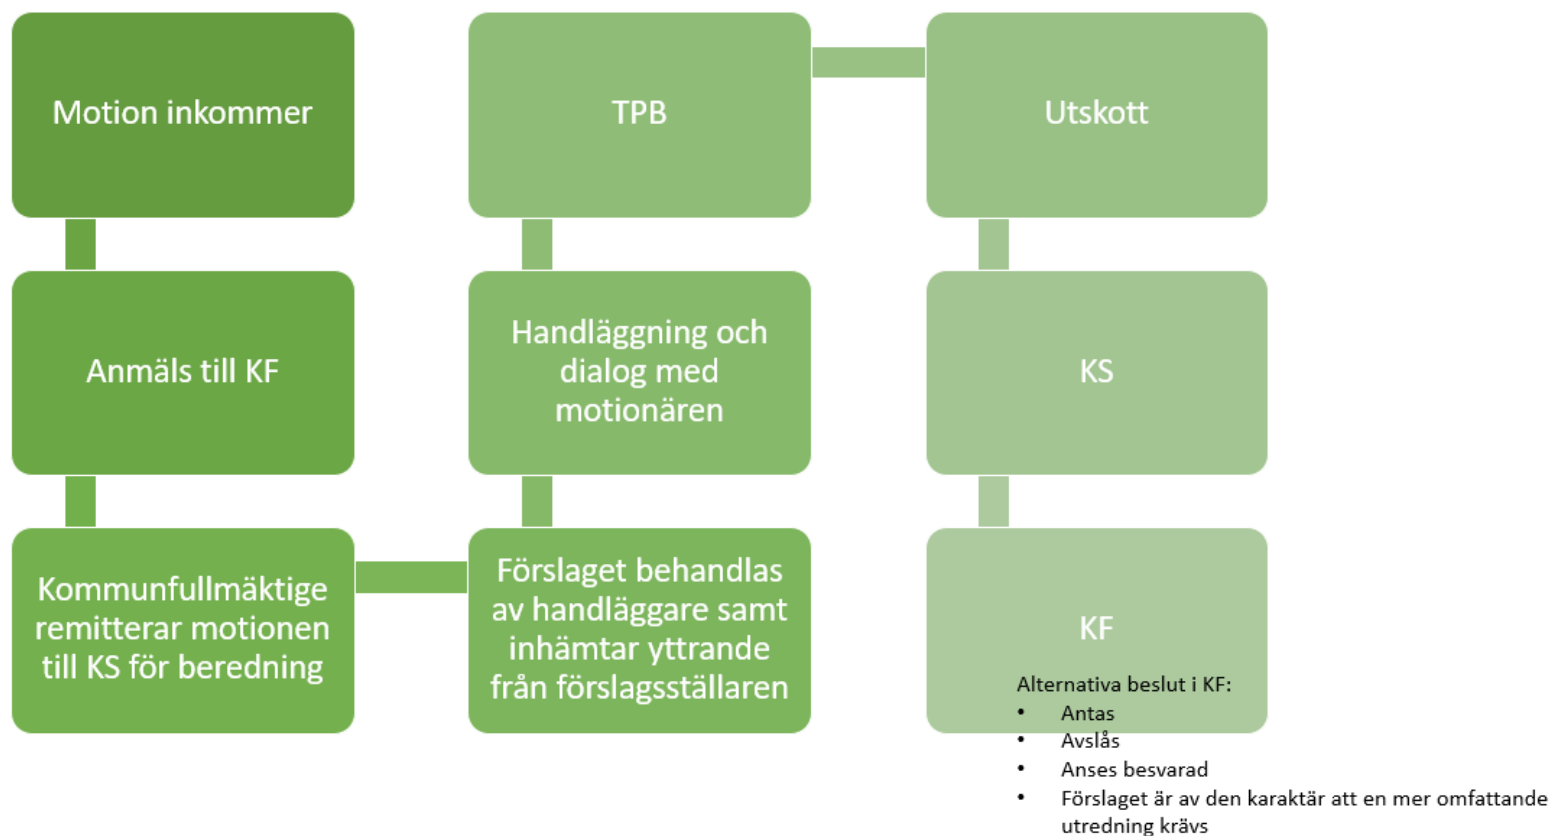 Motion inkommer
Anmäls till KF
Kommunfullmäktige
remitterar motionen
till KS för beredning
Förslaget behandlas
av handläggare samt
inhämtar yttrande
från förslagsställaren
Handläggning och
dialog med
motionären
TPB
Utskott
KS
KF
Alternativa beslut i KF:
• Antas
• Avslås
• Anses besvarad
• Förslaget är av den karaktär att en mer omfattande
utredning krävs